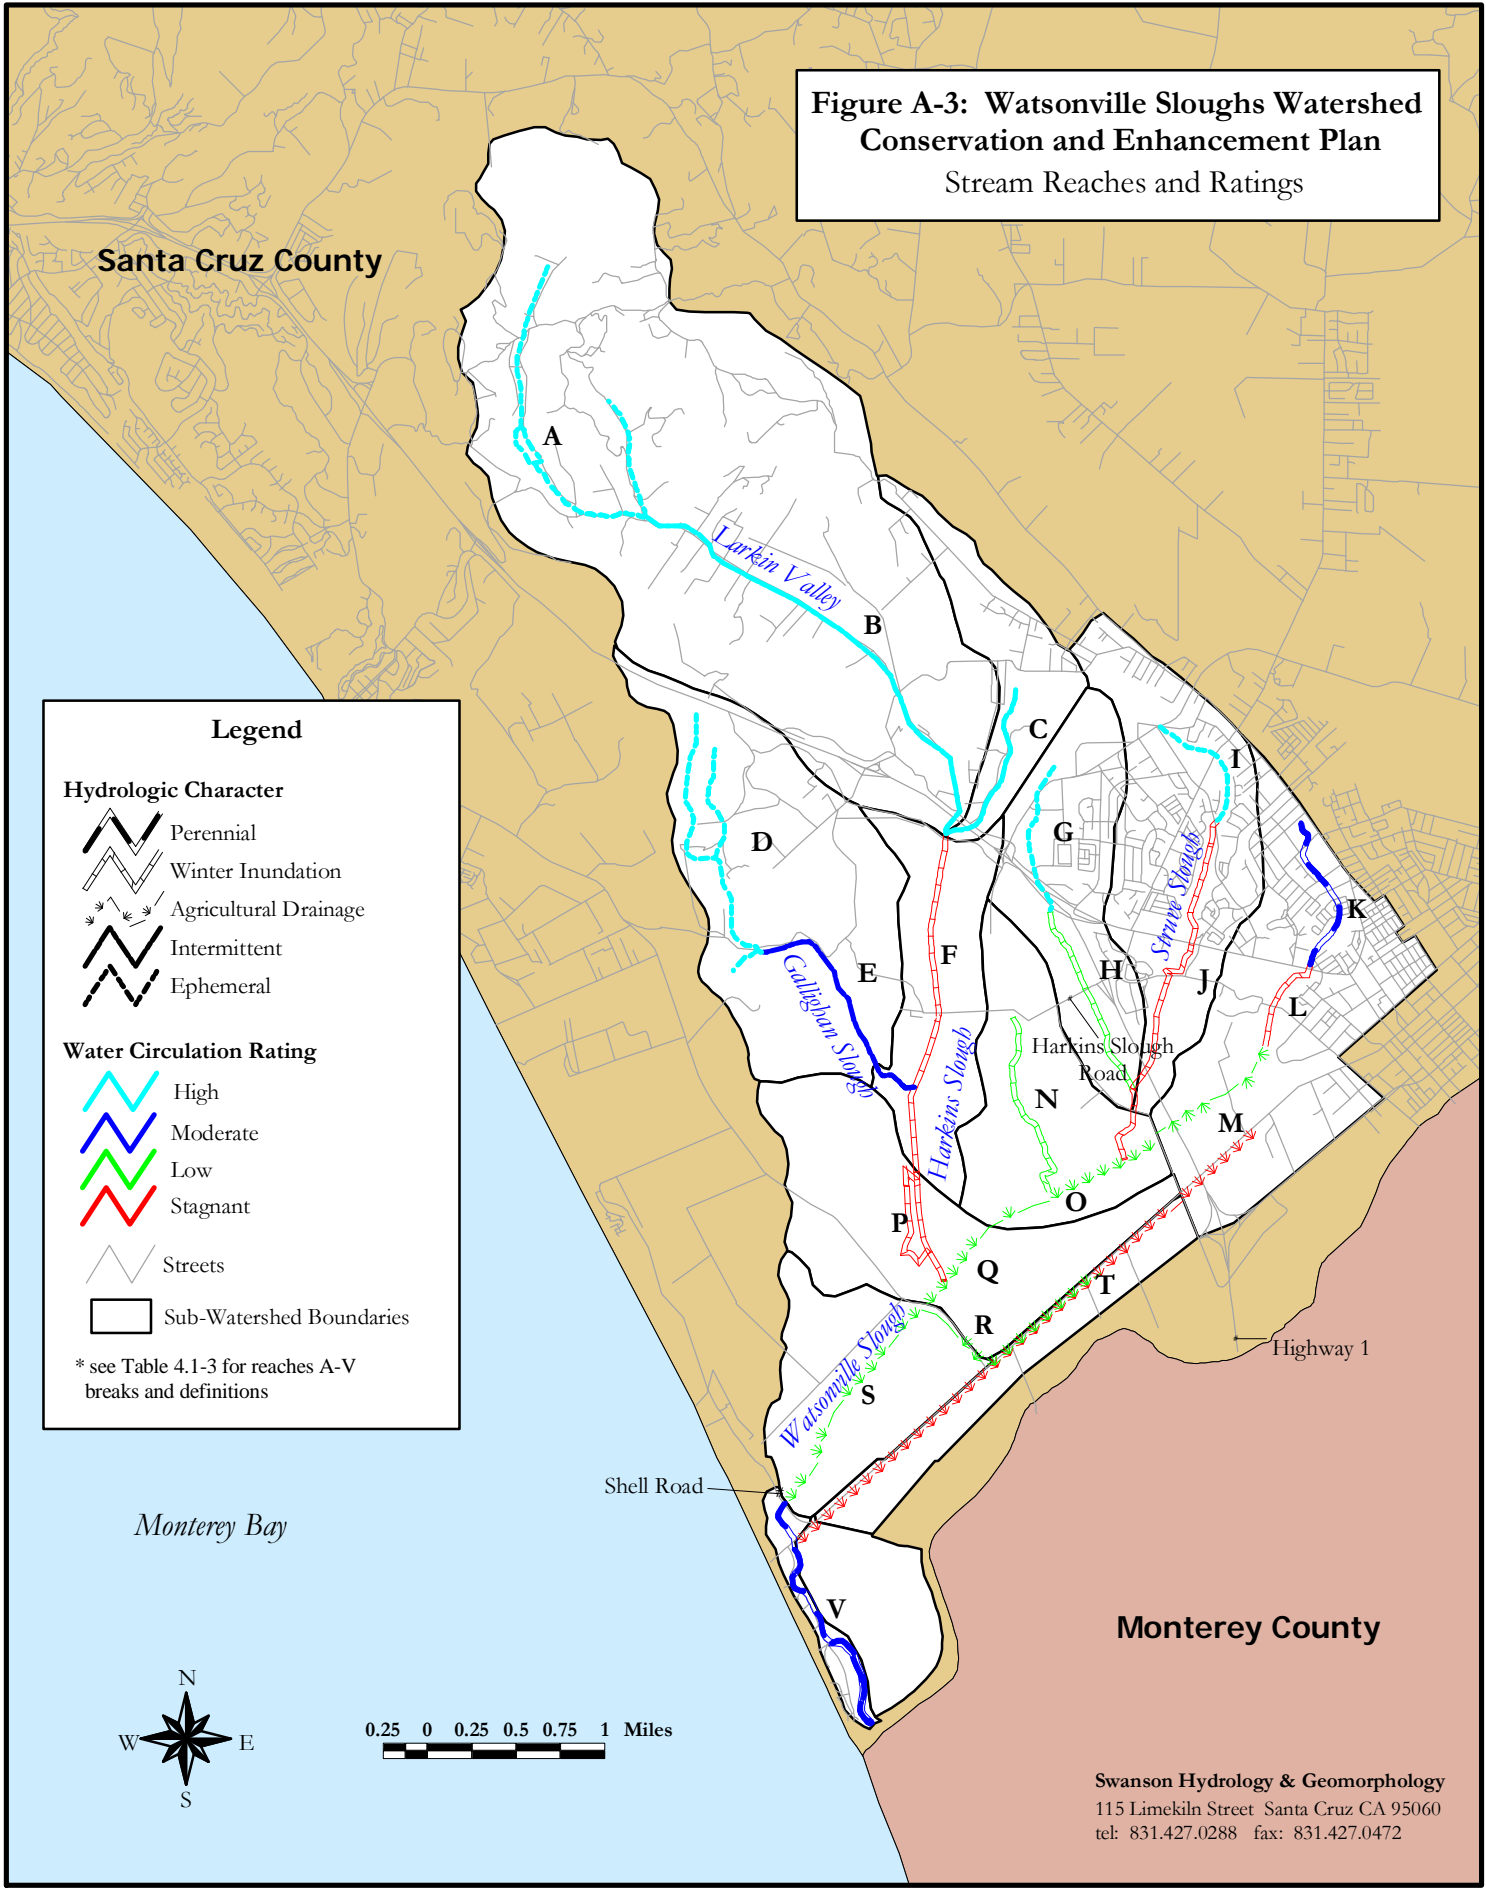 Figure A-3: Watsonville Sloughs Watershed
Conservation and Enhancement Plan
Stream Reaches and Ratings
Santa Cruz County
A
Larkin Valley
B
C
I
D
G
K
Struve Slough
E
F
H
J
L
Gallighan Slough
Harkins Slough
Harkins Slough
Road
N
M
O
P
Q
R
T
Highway 1
Watsonville Slough
S
Shell Road
V
Legend
Hydrologic Character
Perennial
Winter Inundation
Agricultural Drainage
Intermittent
Ephemeral
Water Circulation Rating
High
Moderate
Low
Stagnant
Streets
Sub-Watershed Boundaries
* see Table 4.1-3 for reaches A-V
breaks and definitions
Monterey Bay
Monterey County
N
W
E
S
0.25 0 0.25 0.5 0.75 1 Miles
Swanson Hydrology & Geomorphology
115 Limekiln Street Santa Cruz CA 95060
tel: 831.427.0288 fax: 831.427.0472